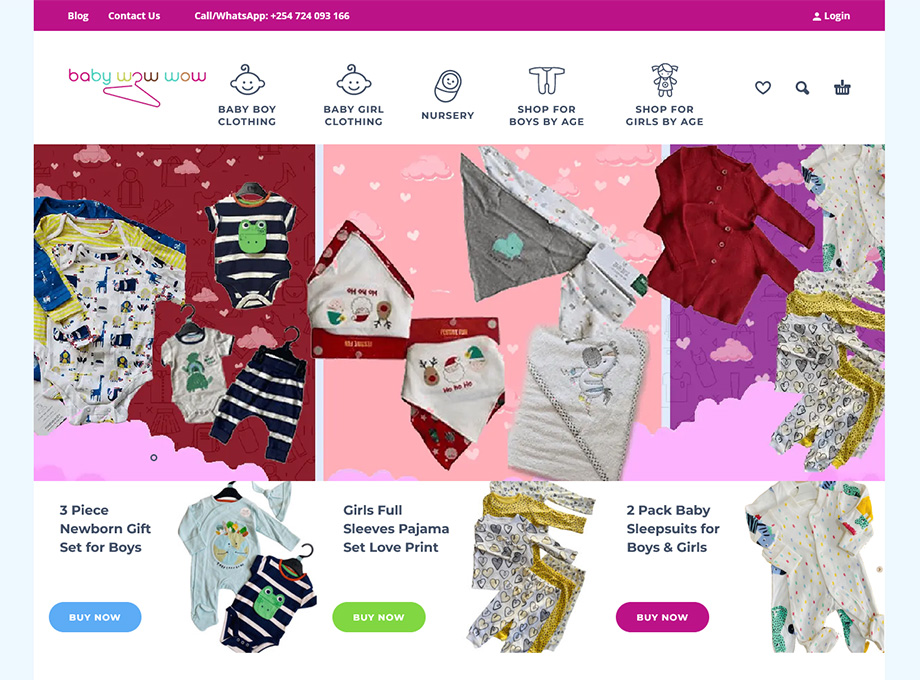 Blog Contact Us Call/WhatsApp: +254 724 093 166 Login
baby wow wow
BABY BOY
CLOTHING
BABY GIRL
CLOTHING
NURSERY
SHOP FOR
BOYS BY AGE
SHOP FOR
GIRLS BY AGE
Ho Ho Ho
Ho Ho Ho
3 Piece
Newborn Gift
Set for Boys
BUY NOW
Girls Full
Sleeves Pajama
Set Love Print
BUY NOW
2 Pack Baby
Sleepsuits for
Boys & Girls
BUY NOW